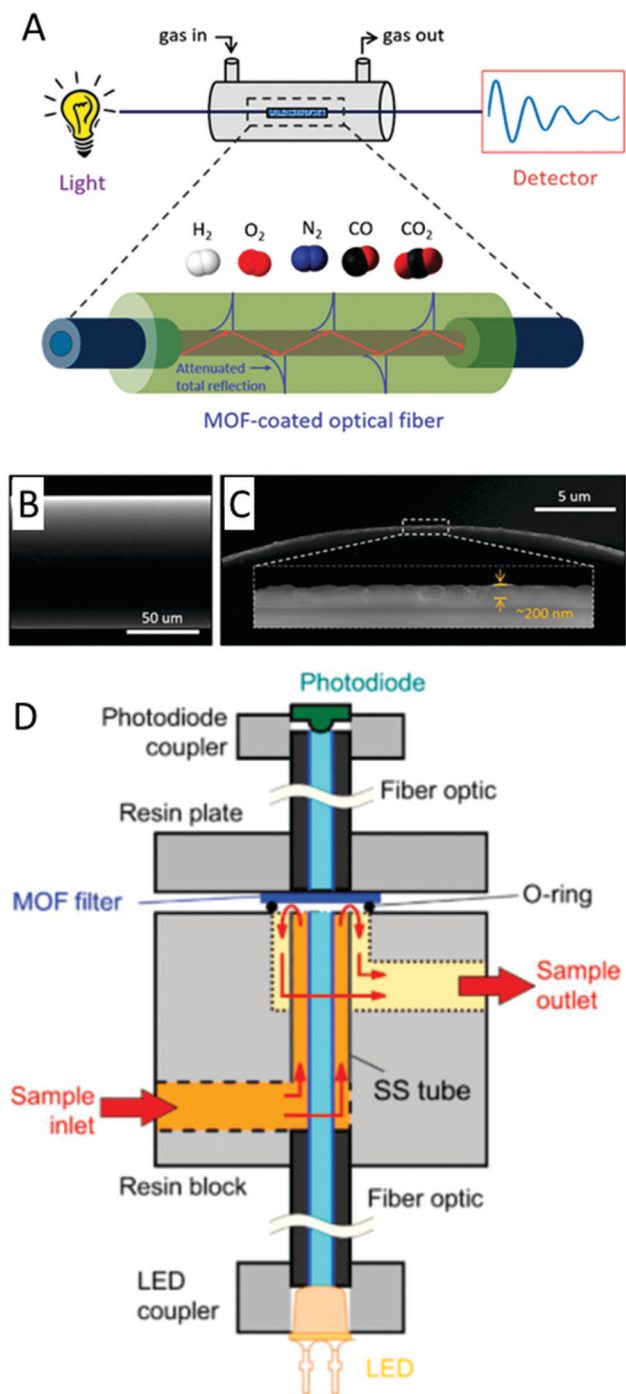 A
gas in
gas out
Light
Detector
H₂
O₂
N₂
CO
CO₂
Attenuated
total reflection
MOF-coated optical fiber
B
50 um
C
5 um
~200 nm
D
Photodiode
Photodiode
coupler
Fiber optic
Resin plate
MOF filter
O-ring
Sample
outlet
SS tube
Sample
inlet
Resin block
Fiber optic
LED
coupler
LED